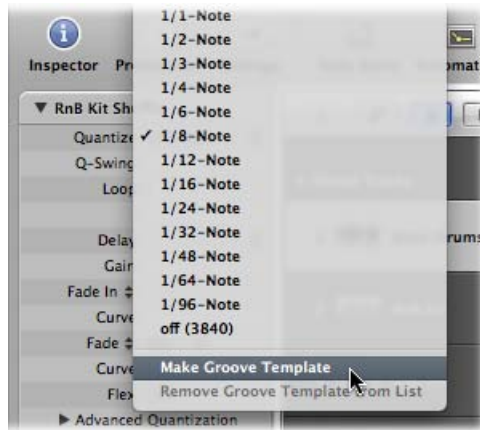 1/1-Note
1/2-Note
1/3-Note
Inspector
1/4-Note
RnB Kit
1/6-Note
Quantize ✓ 1/8-Note
Q-Swing 1/12-Note
Loop 1/16-Note
1/24-Note
Delay 1/32-Note
Gain 1/48-Note
Fade In 1/64-Note
Curve 1/96-Note
Fade off (3840)
Curve Make Groove Template
Flex Remove Groove Template from List
Advanced Quantization